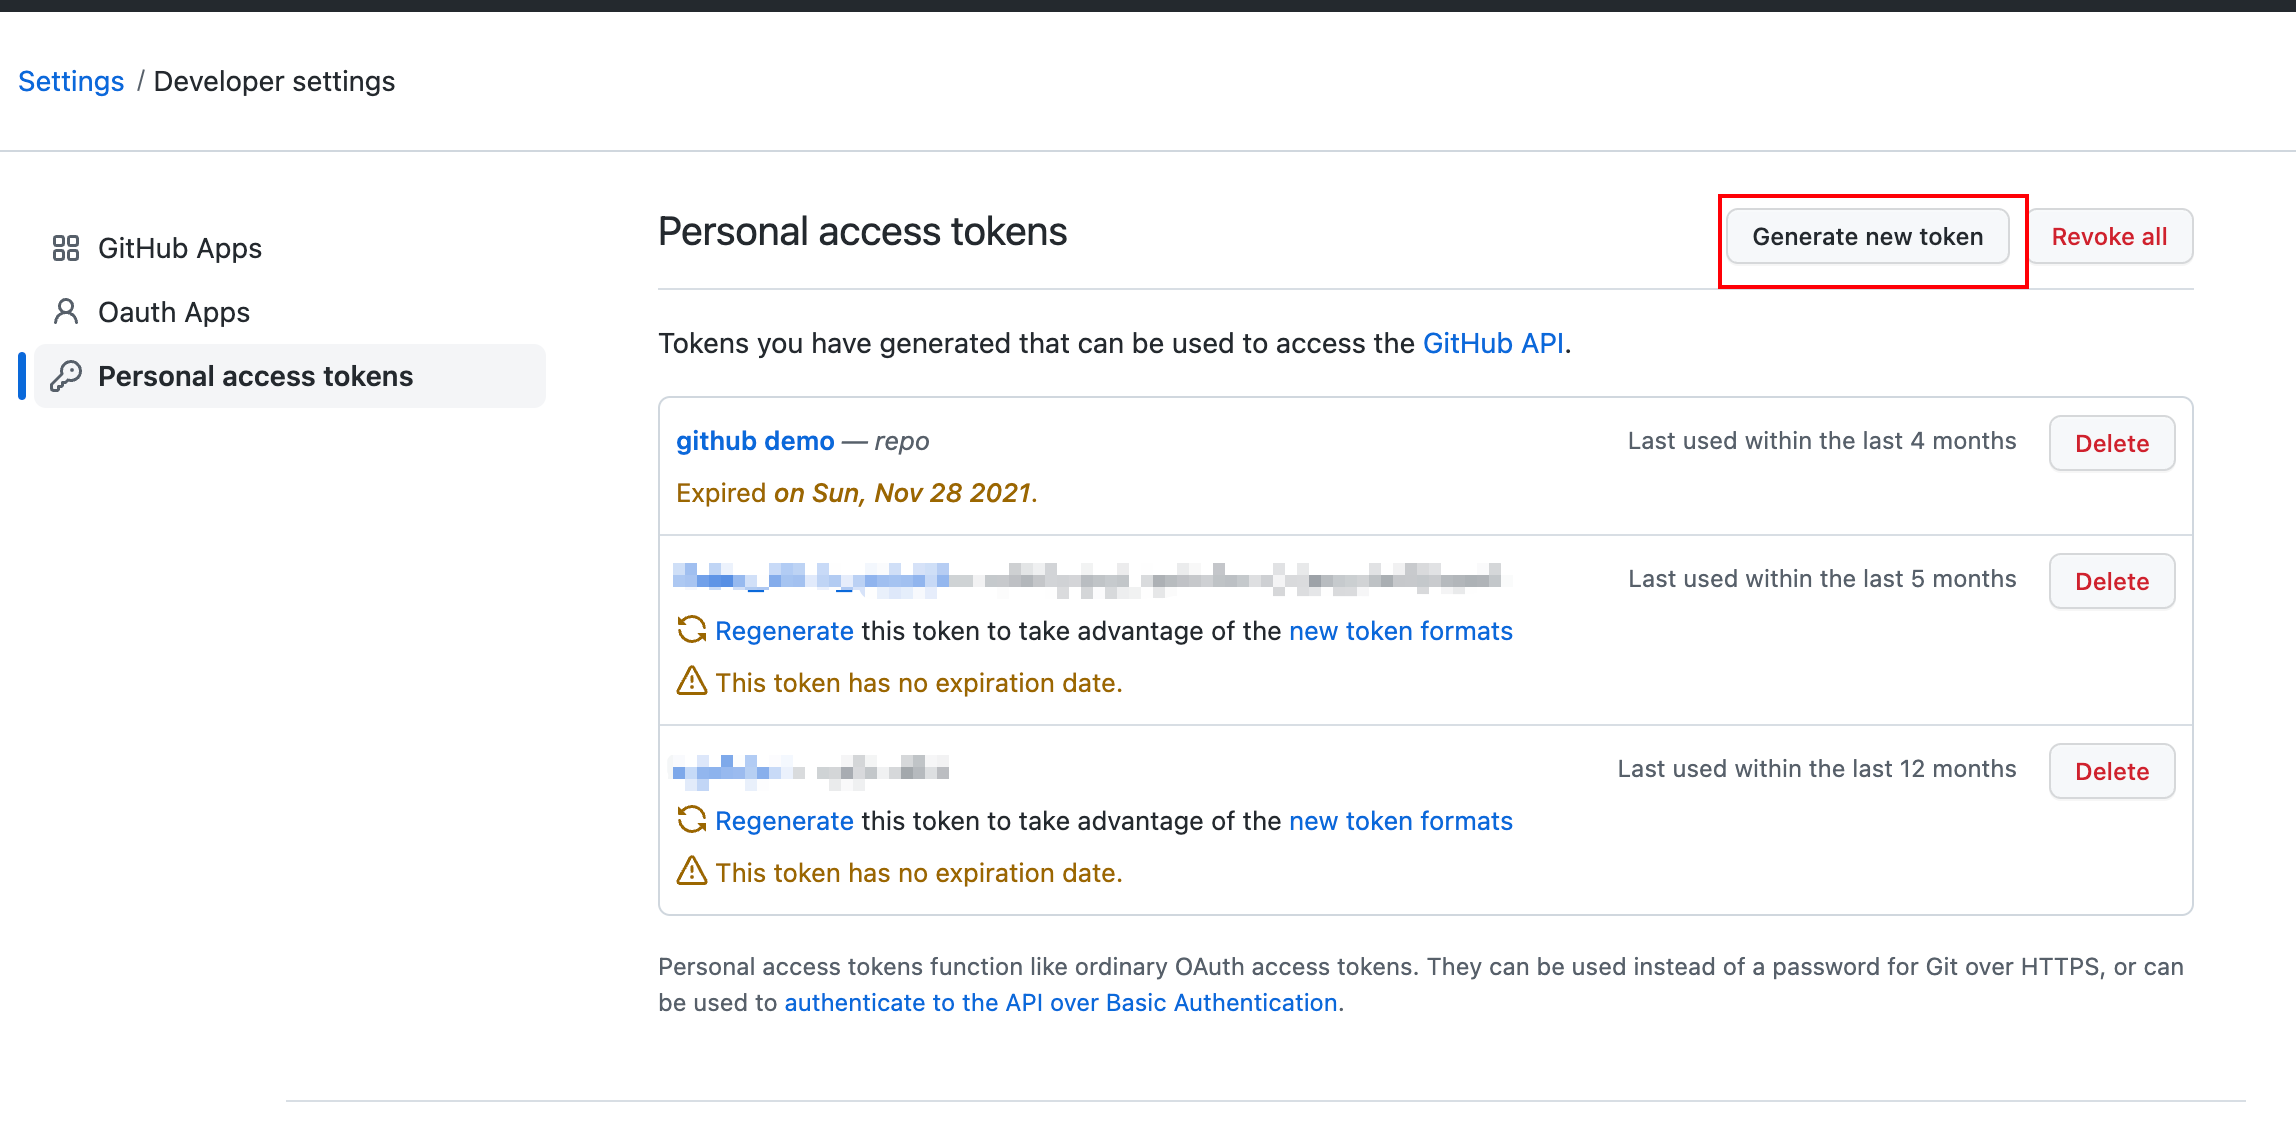 Settings / Developer settings
GitHub Apps
Oauth Apps
Personal access tokens
Personal access tokens
Generate new token
Revoke all
Tokens you have generated that can be used to access the GitHub API.
github demo — repo
Last used within the last 4 months
Delete
Expired on Sun, Nov 28 2021.
Last used within the last 5 months
Delete
Regenerate this token to take advantage of the new token formats
This token has no expiration date.
Last used within the last 12 months
Delete
Regenerate this token to take advantage of the new token formats
This token has no expiration date.
Personal access tokens function like ordinary OAuth access tokens. They can be used instead of a password for Git over HTTPS, or can
be used to authenticate to the API over Basic Authentication.